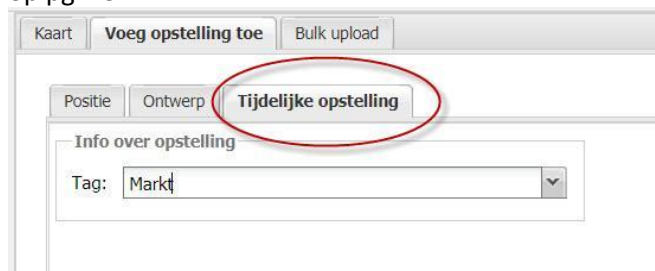 Kaart Voeg opstelling toe Bulk upload
Positie Ontwerp Tijdelijke opstelling
Info over opstelling
Tag: Markt